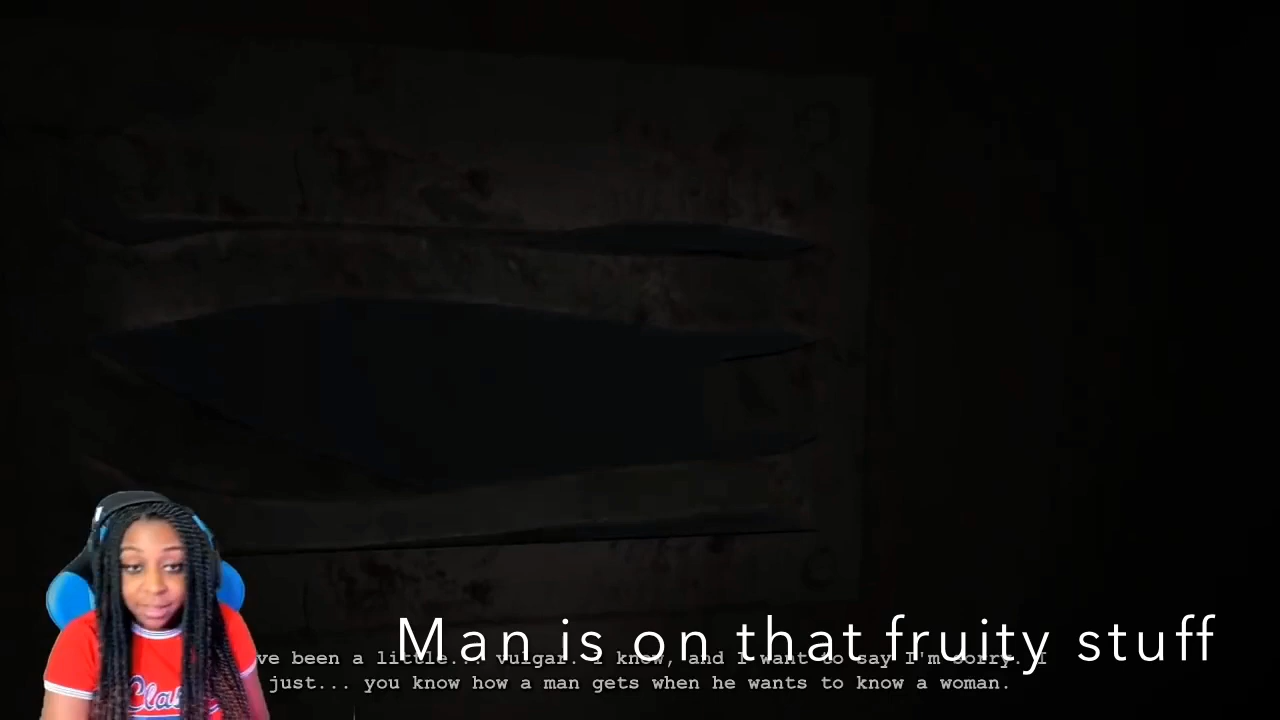 Man is on that fruity stuff
ve been a little... vulgar. I know, and I want to say I'm sorry. I
just... you know how a man gets when he wants to know a woman.